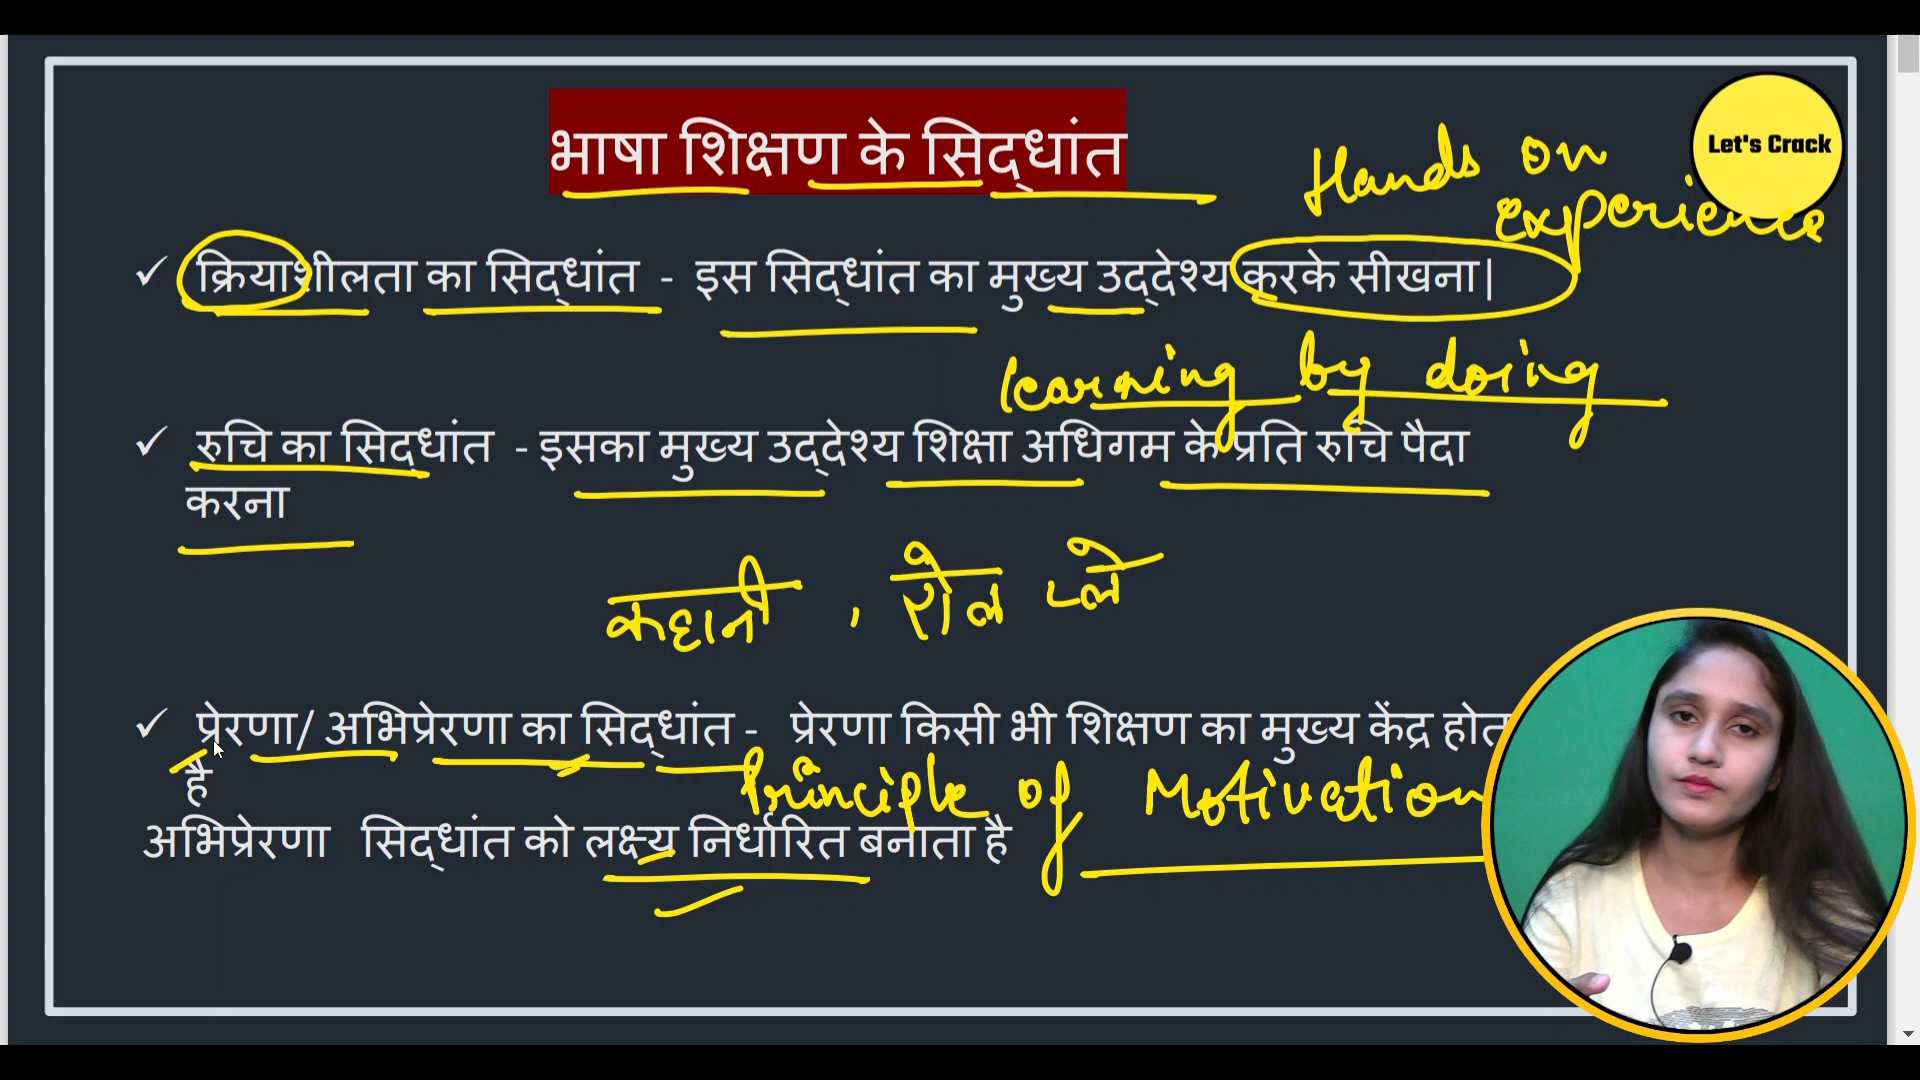 भाषा शिक्षण के सिद्धांत
Let's Crack
Hands on
experience
क्रियाशीलता का सिद्धांत - इस सिद्धांत का मुख्य उद्देश्य करके सीखना|
learning by doing
रुचि का सिद्धांत - इसका मुख्य उद्देश्य शिक्षा अधिगम के प्रति रुचि पैदा
करना
कहानी , रोल प्ले
प्रेरणा/ अभिप्रेरणा का सिद्धांत - प्रेरणा किसी भी शिक्षण का मुख्य केंद्र
है
Principle of Motivation
अभिप्रेरणा सिद्धांत को लक्ष्य निर्धारित बनाता है